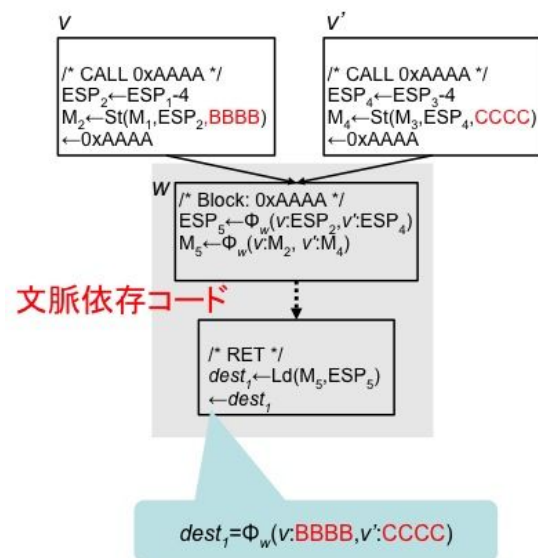 v
/* CALL 0xAAAA */
ESP₂←ESP₁-4
M₂←St(M₁,ESP₂,BBBB)
←0xAAAA
v'
/* CALL 0xAAAA */
ESP₄←ESP₃-4
M₄←St(M₃,ESP₄,CCCC)
←0xAAAA
w
/* Block: 0xAAAA */
ESP₅←Φw(v:ESP₂,v':ESP₄)
M₅←Φw(v:M₂, v':M₄)
文脈依存コード
/* RET */
dest₁←Ld(M₅,ESP₅)
←dest₁
dest₁=Φw(v:BBBB,v':CCCC)